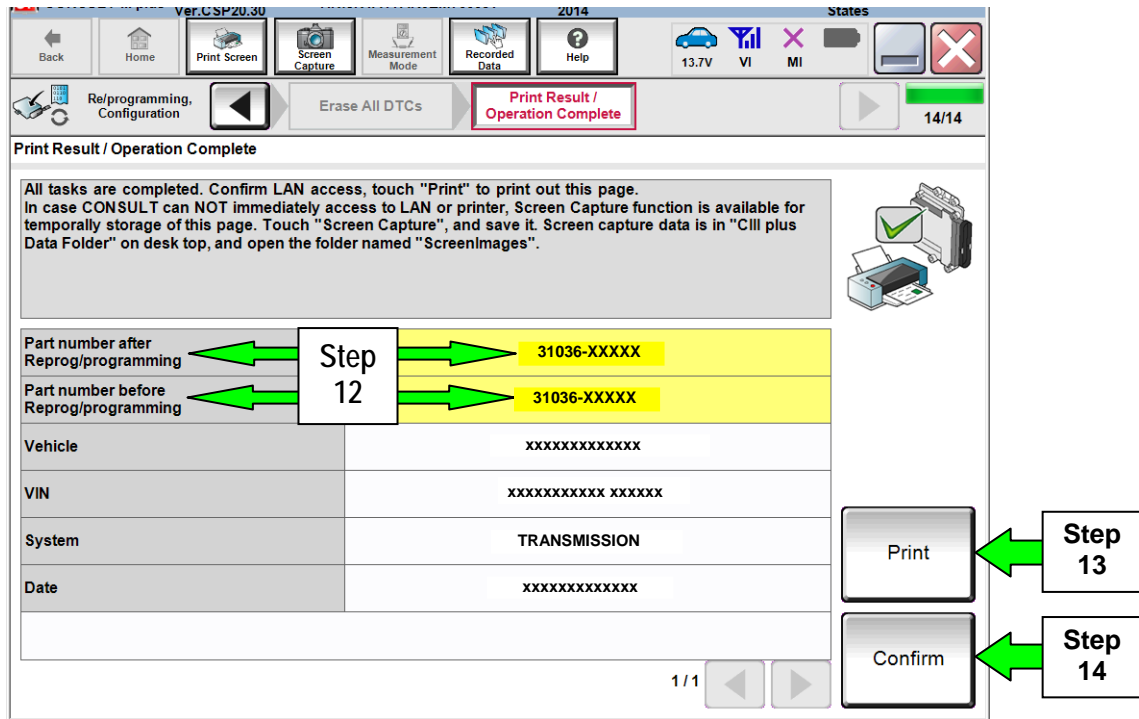 Ver.CSP20.30
2014
States
Back
Home
Print Screen
Screen
Capture
Measurement
Mode
Recorded
Data
Help
13.7V
VI
MI
Re/programming,
Configuration
Erase All DTCs
Print Result /
Operation Complete
14/14
Print Result / Operation Complete
All tasks are completed. Confirm LAN access, touch "Print" to print out this page.
In case CONSULT can NOT immediately access to LAN or printer, Screen Capture function is available for
temporally storage of this page. Touch "Screen Capture", and save it. Screen capture data is in "CIII plus
Data Folder" on desk top, and open the folder named "ScreenImages".
Part number after
Reprog/programming
31036-XXXXX
Step
12
Part number before
Reprog/programming
31036-XXXXX
Vehicle
xxxxxxxxxxxxx
VIN
xxxxxxxxxxx xxxxxx
System
TRANSMISSION
Date
xxxxxxxxxxxxx
Print
Step
13
Confirm
Step
14
1/1